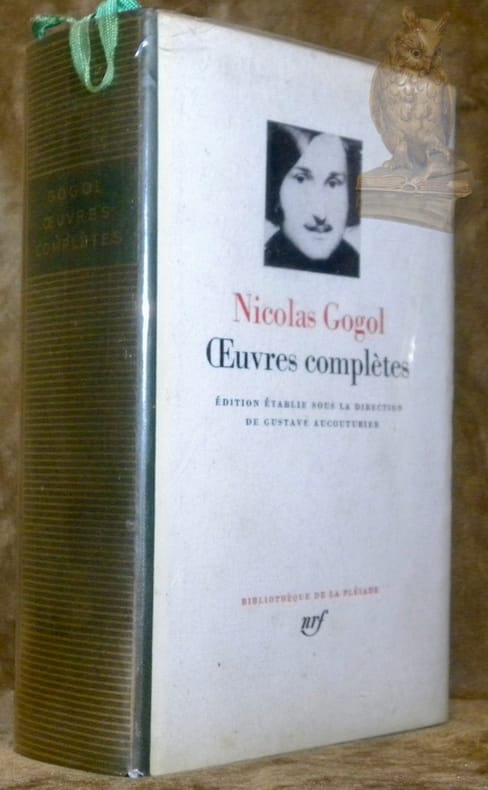 GOGOL
ŒUVRES
COMPLÈTES
Nicolas Gogol
Œuvres complètes
ÉDITION ÉTABLIE SOUS LA DIRECTION
DE GUSTAVE AUCOUTURIER
BIBLIOTHÈQUE DE LA PLÉIADE
nrf